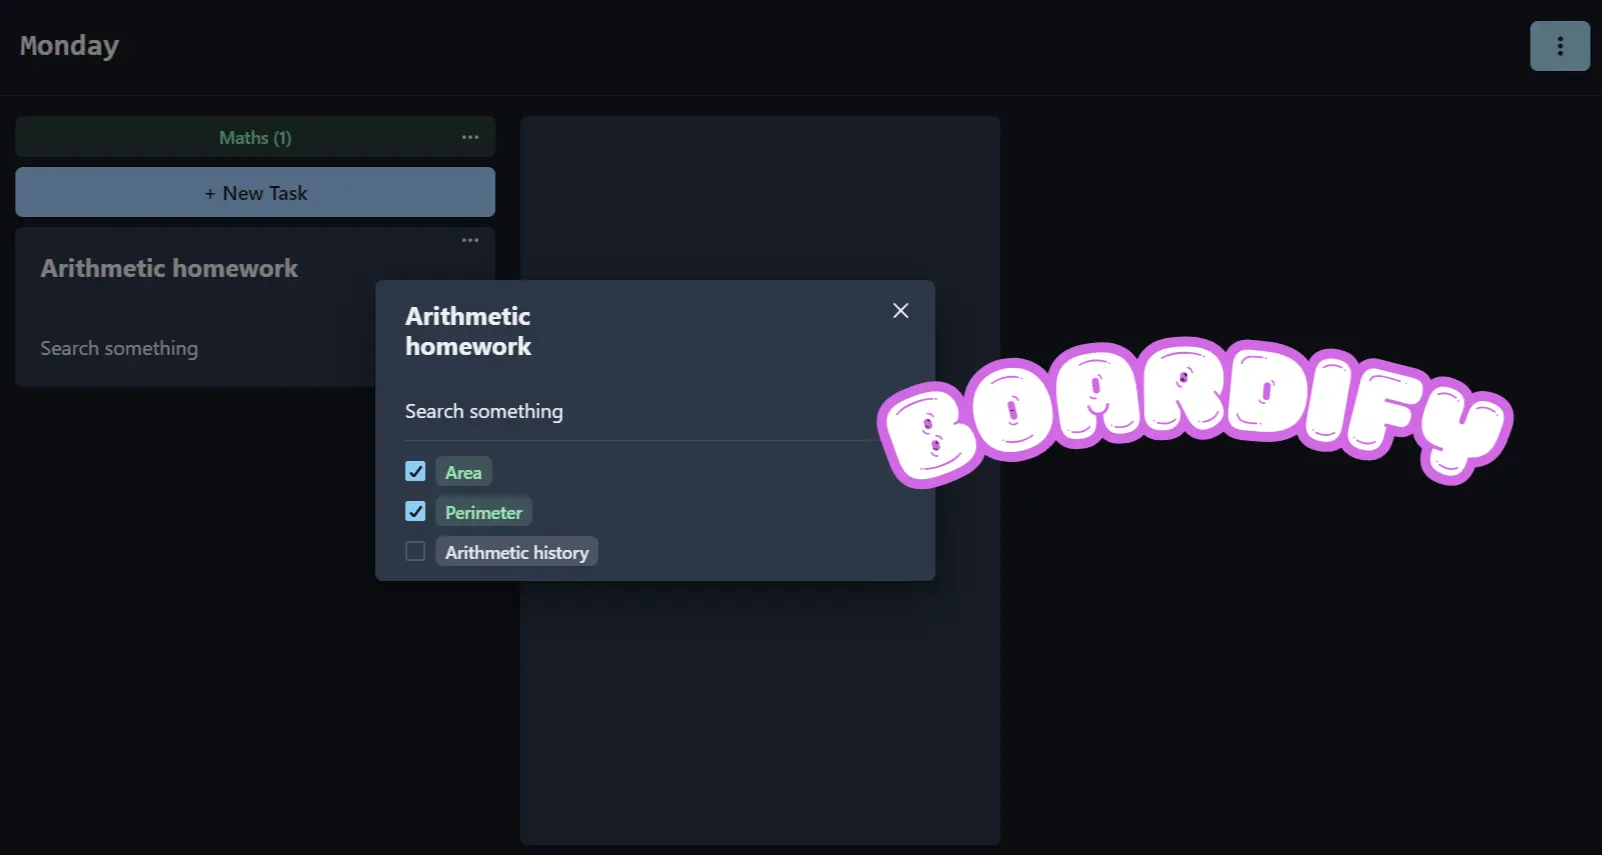 Monday
Maths (1)
+ New Task
Arithmetic homework
Search something
Arithmetic
homework
Search something
Area
Perimeter
Arithmetic history
BOARDIFY